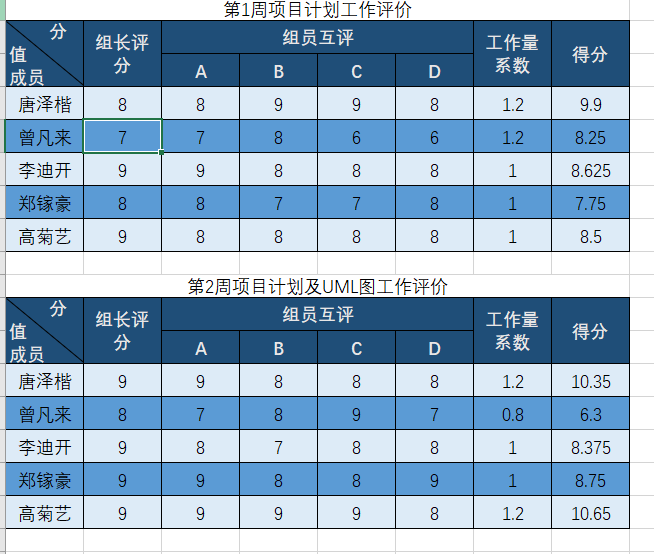 第1周项目计划工作评价
分 值 成员 组长评分 组员互评 工作量系数 得分
A B C D
唐泽楷 8 8 9 9 8 1.2 9.9
曾凡来 7 7 8 6 6 1.2 8.25
李迪开 9 9 8 8 8 1 8.625
郑镓豪 8 8 7 7 8 1 7.75
高菊艺 9 8 8 8 8 1 8.5
第2周项目计划及UML图工作评价
分 值 成员 组长评分 组员互评 工作量系数 得分
A B C D
唐泽楷 9 9 8 8 8 1.2 10.35
曾凡来 8 7 8 9 7 0.8 6.3
李迪开 9 8 7 8 8 1 8.375
郑镓豪 9 9 8 8 9 1 8.75
高菊艺 9 9 9 9 8 1.2 10.65